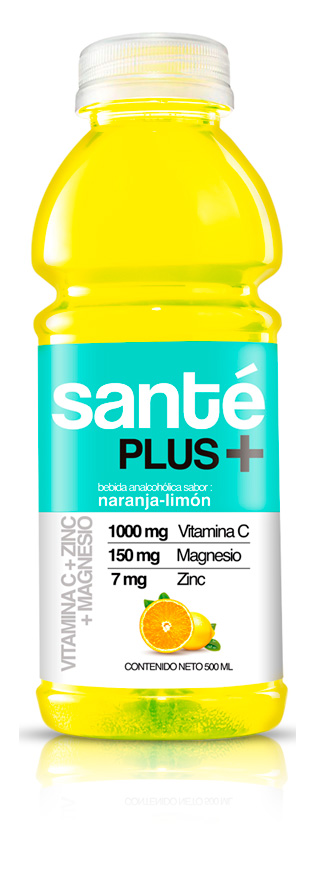 santé
PLUS+
bebida analcohólica sabor :
naranja-limón
VITAMINA C + ZINC
+ MAGNESIO
1000 mg Vitamina C
150 mg Magnesio
7 mg Zinc
CONTENIDO NETO 500 ML